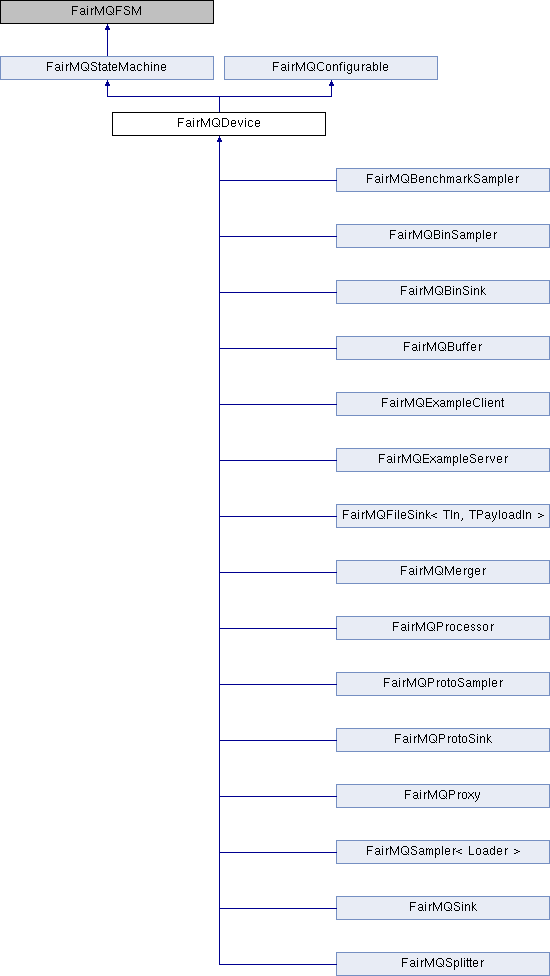 FairMQFSM
FairMQStateMachine
FairMQConfigurable
FairMQDevice
FairMQBenchmarkSampler
FairMQBinSampler
FairMQBinSink
FairMQBuffer
FairMQExampleClient
FairMQExampleServer
FairMQFileSink< TIn, TPayloadIn >
FairMQMerger
FairMQProcessor
FairMQProtoSampler
FairMQProtoSink
FairMQProxy
FairMQSampler< Loader >
FairMQSink
FairMQSplitter